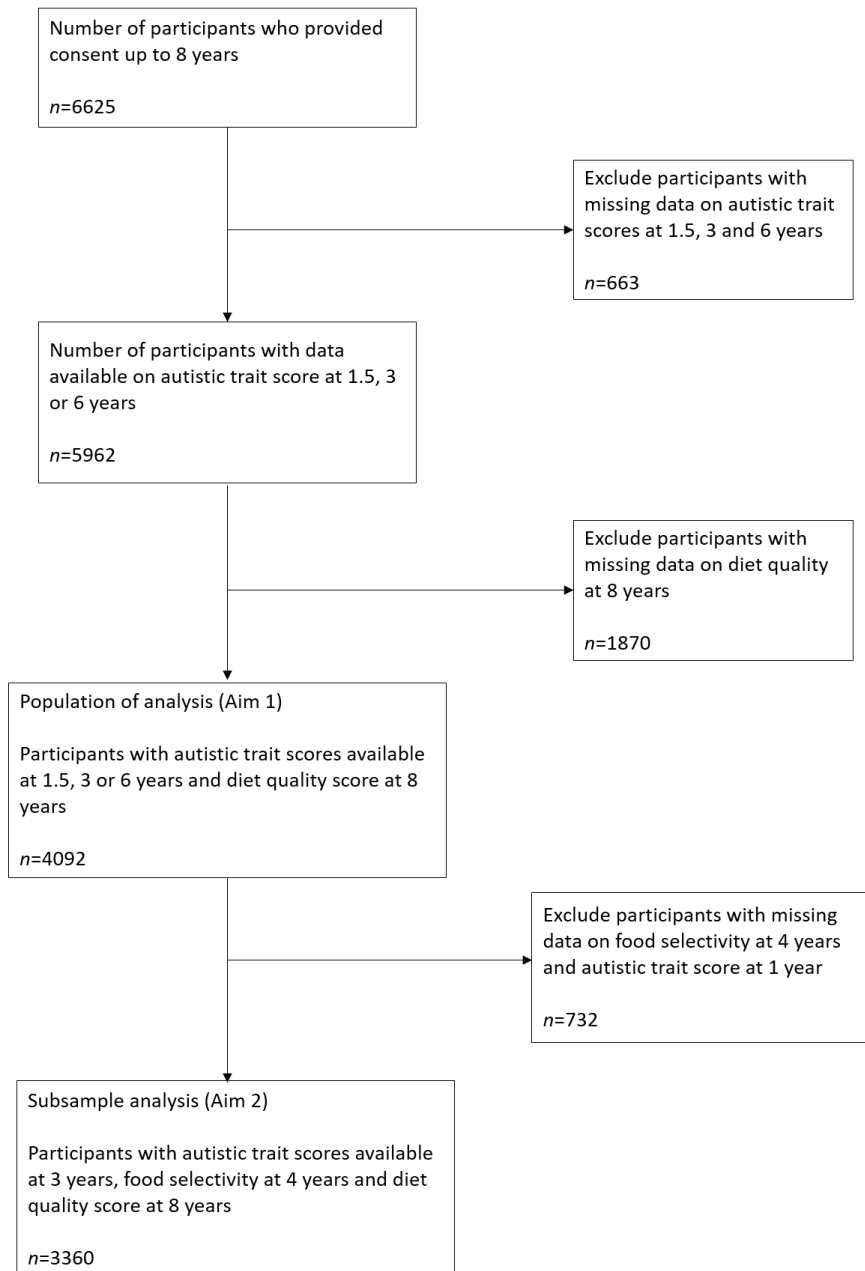 Number of participants who provided
consent up to 8 years
n=6625
Exclude participants with
missing data on autistic trait
scores at 1.5, 3 and 6 years
n=663
Number of participants with data
available on autistic trait score at 1.5, 3
or 6 years
n=5962
Exclude participants with
missing data on diet quality
at 8 years
n=1870
Population of analysis (Aim 1)
Participants with autistic trait scores available
at 1.5, 3 or 6 years and diet quality score at 8
years
n=4092
Exclude participants with missing
data on food selectivity at 4 years
and autistic trait score at 1 year
n=732
Subsample analysis (Aim 2)
Participants with autistic trait scores available
at 3 years, food selectivity at 4 years and diet
quality score at 8 years
n=3360